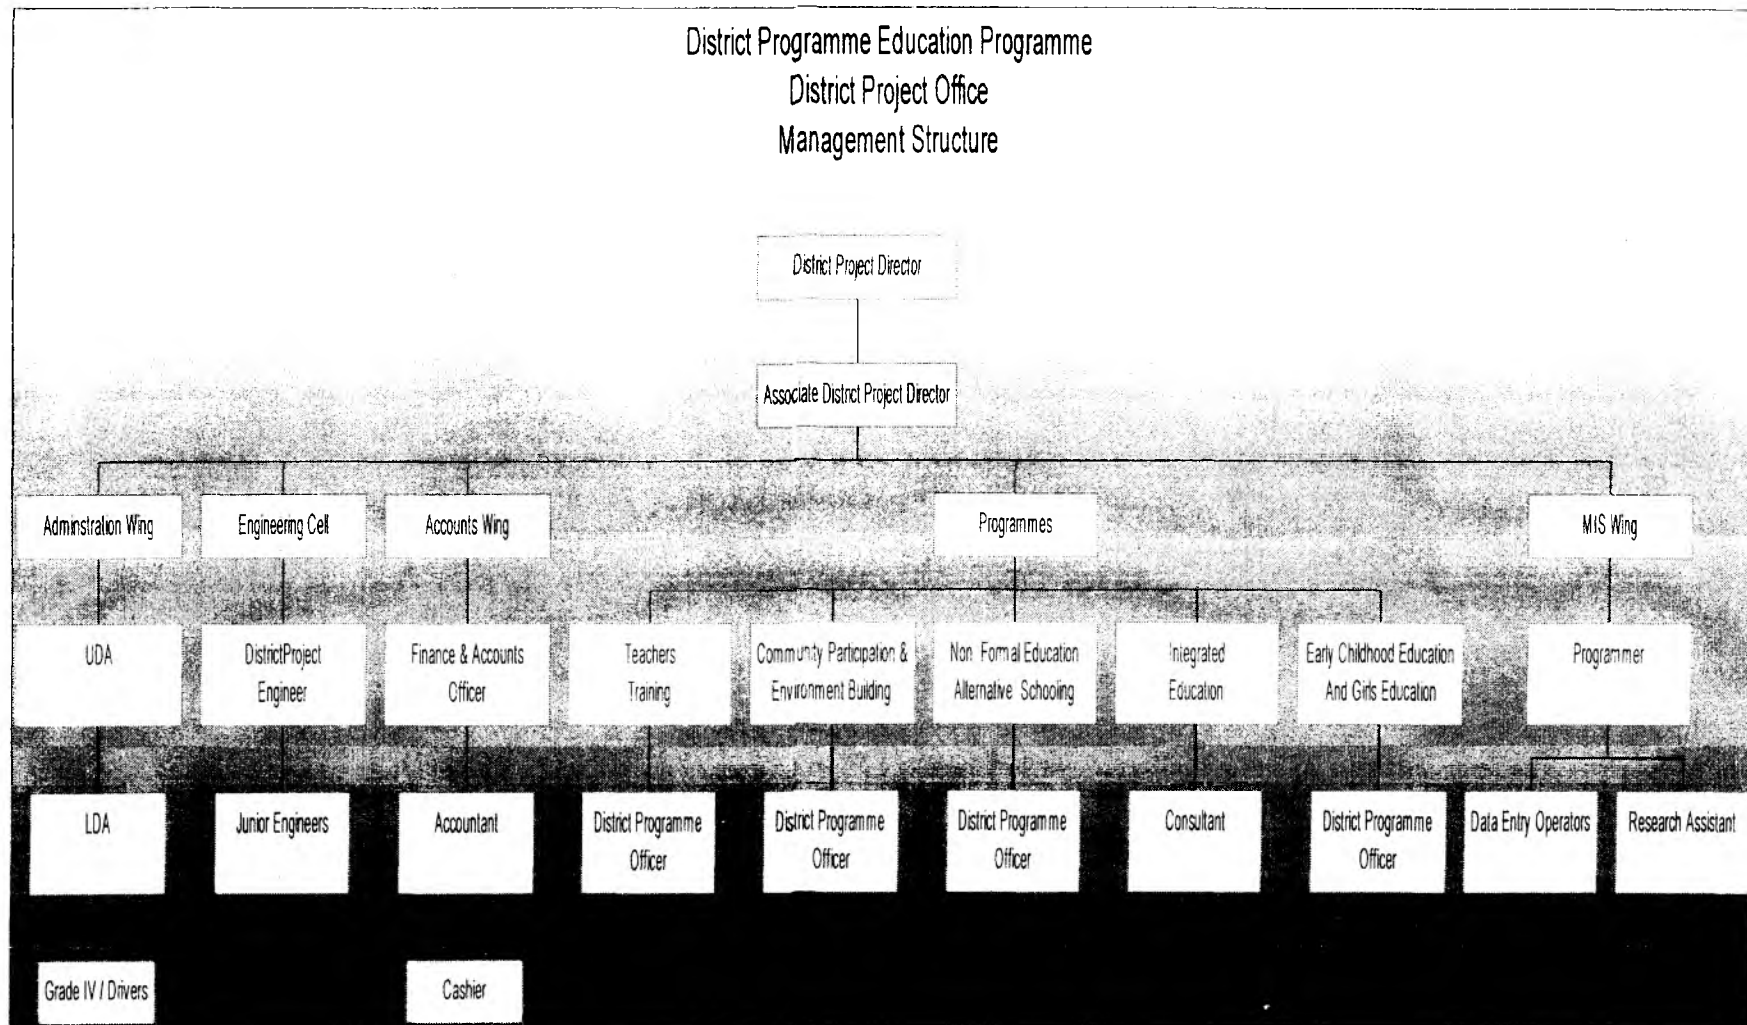 District Programme Education Programme
District Project Office
Management Structure
District Project Director
Associate District Project Director
Adminstration Wing
Engineering Cell
Accounts Wing
Programmes
MIS Wing
UDA
DistrictProject
Engineer
Finance & Accounts
Officer
Teachers
Training
Community Participation &
Environment Building
Non Formal Education
Alternative Schooling
Integrated
Education
Early Childhood Education
And Girls Education
Programmer
LDA
Junior Engineers
Accountant
District Programme
Officer
District Programme
Officer
District Programme
Officer
Consultant
District Programme
Officer
Data Entry Operators
Research Assistant
Grade IV / Drivers
Cashier